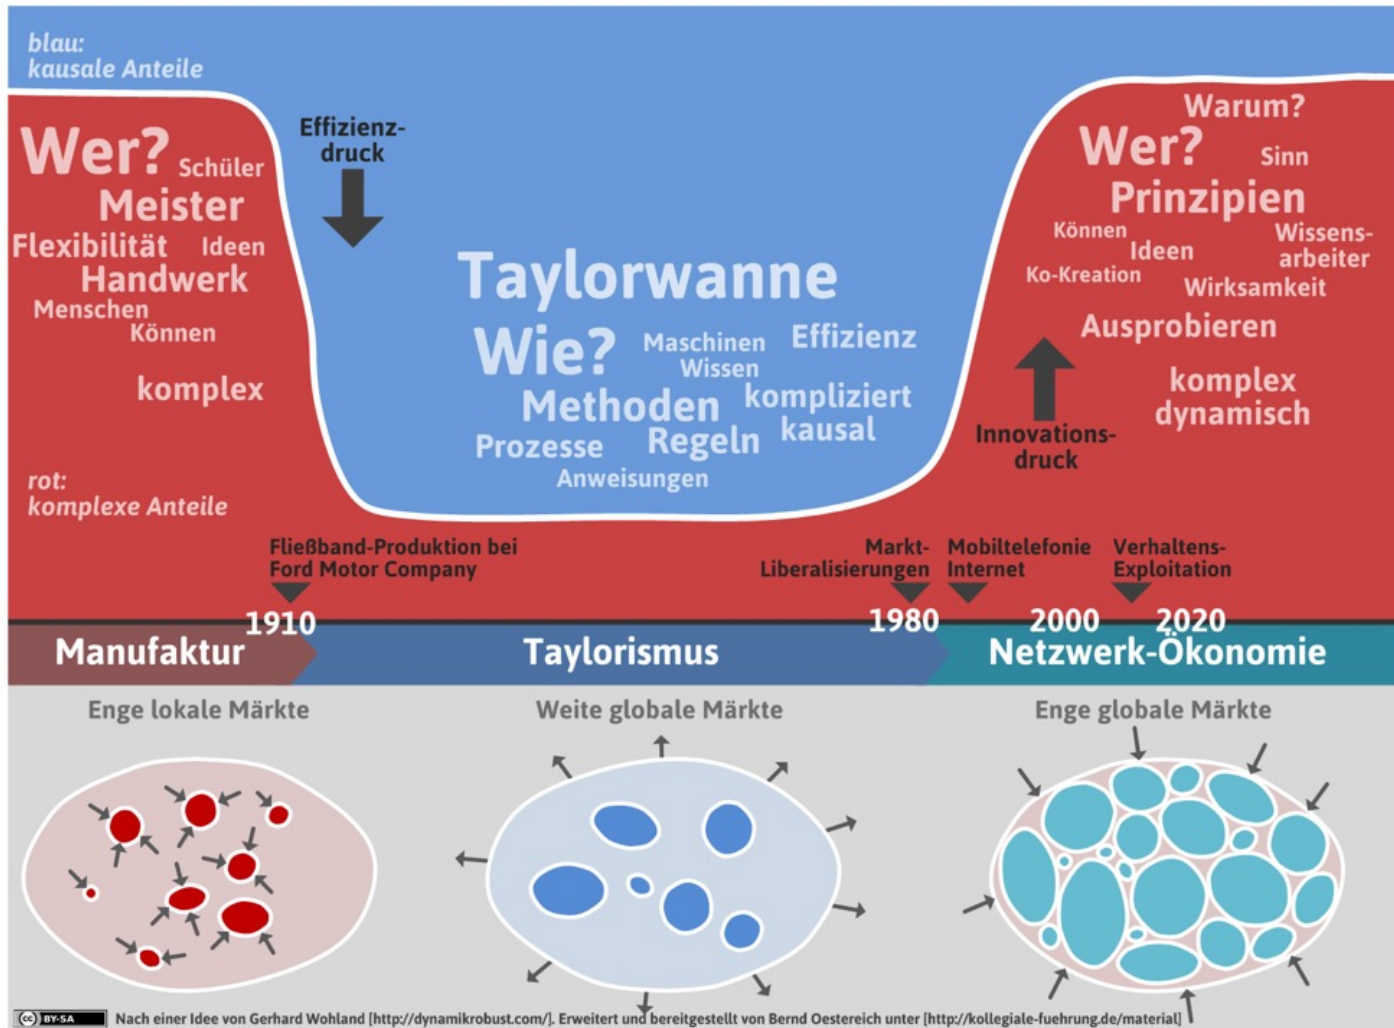 blau:
kausale Anteile
Wer?
Schüler
Meister
Flexibilität
Ideen
Handwerk
Menschen
Können
komplex
rot:
komplexe Anteile
Effizienz-
druck
Taylorwanne
Wie?
Maschinen
Effizienz
Wissen
Methoden
kompliziert
Prozesse
Regeln
kausal
Anweisungen
Warum?
Wer?
Sinn
Prinzipien
Können
Ideen
Wissens-
arbeiter
Ko-Kreation
Wirksamkeit
Ausprobieren
komplex
dynamisch
Innovations-
druck
Fließband-Produktion bei
Ford Motor Company
Markt-
Liberalisierungen
Mobiltelefonie
Internet
Verhaltens-
Exploitation
1910
1980
2000
2020
Manufaktur
Taylorismus
Netzwerk-Ökonomie
Enge lokale Märkte
Weite globale Märkte
Enge globale Märkte
cc BY-SA
Nach einer Idee von Gerhard Wohland [http://dynamikrobust.com/]. Erweitert und bereitgestellt von Bernd Oestereich unter [http://kollegiale-fuehrung.de/material]